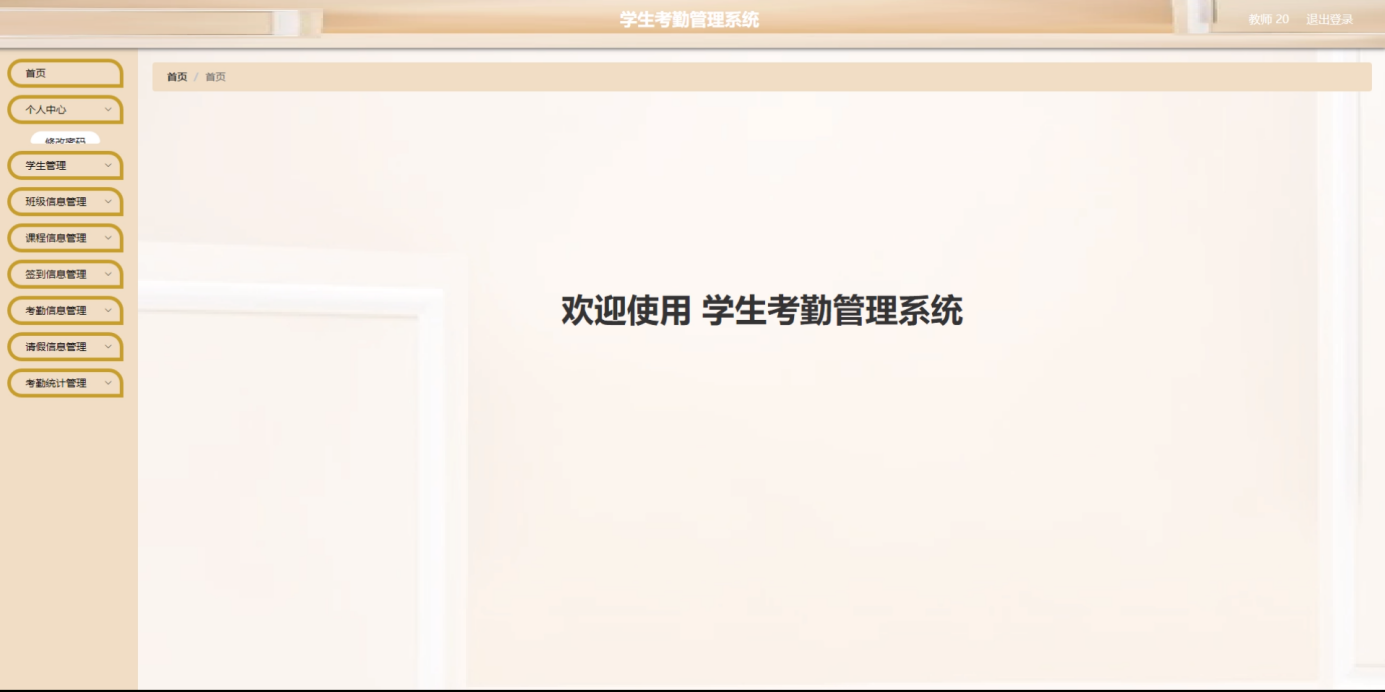 学生考勤管理系统
教师 20 退出登录
首页
首页 / 首页
个人中心
修改密码
学生管理
班级信息管理
课程信息管理
签到信息管理
考勤信息管理
请假信息管理
考勤统计管理
欢迎使用 学生考勤管理系统